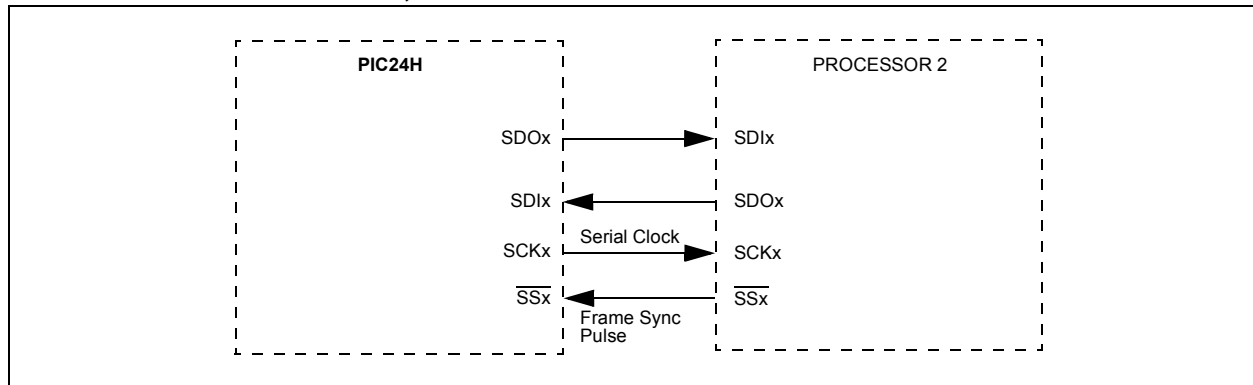 PIC24H
PROCESSOR 2
SDOx
SDIx
SDIx
SDOx
SCKx
Serial Clock
SCKx
SSx
Frame Sync
Pulse
SSx